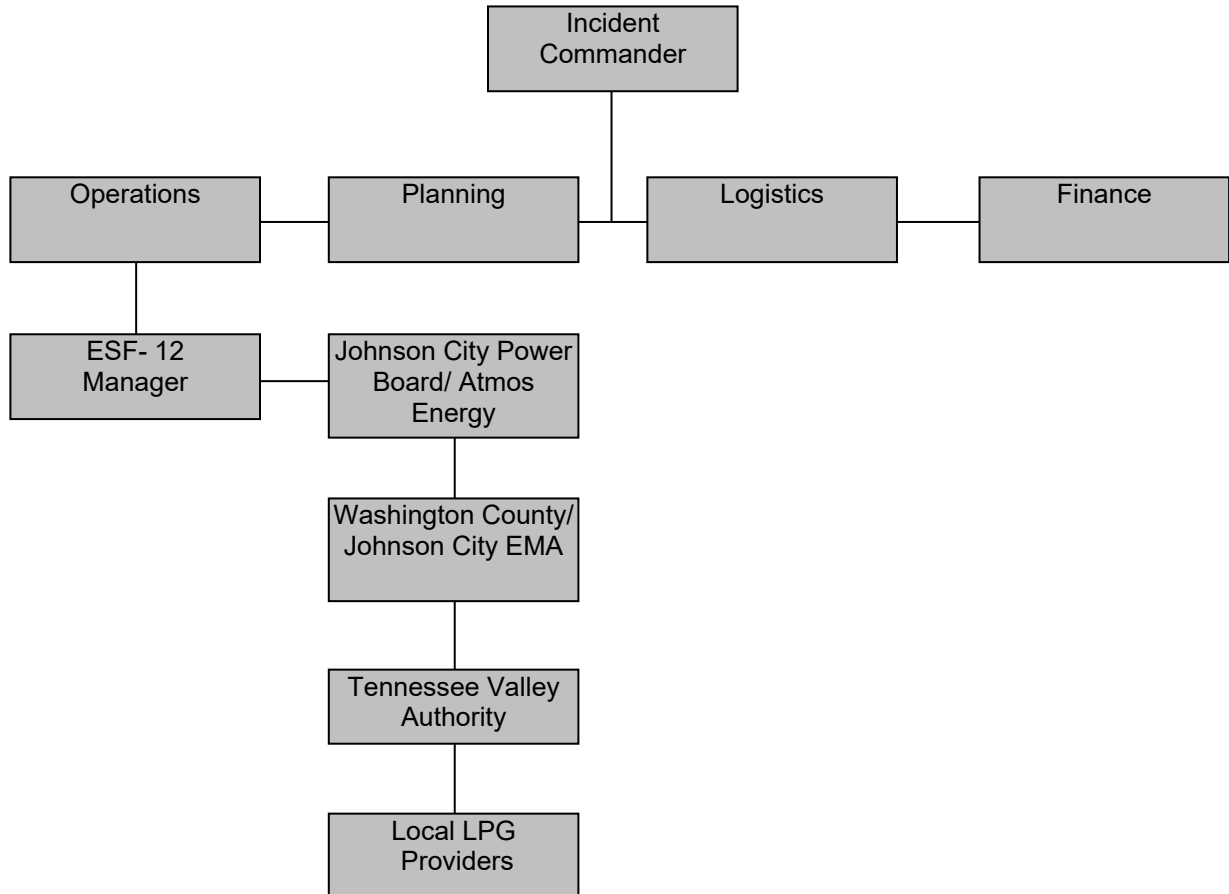 Incident
Commander
Operations
Planning
Logistics
Finance
ESF- 12
Manager
Johnson City Power
Board/ Atmos
Energy
Washington County/
Johnson City EMA
Tennessee Valley
Authority
Local LPG
Providers